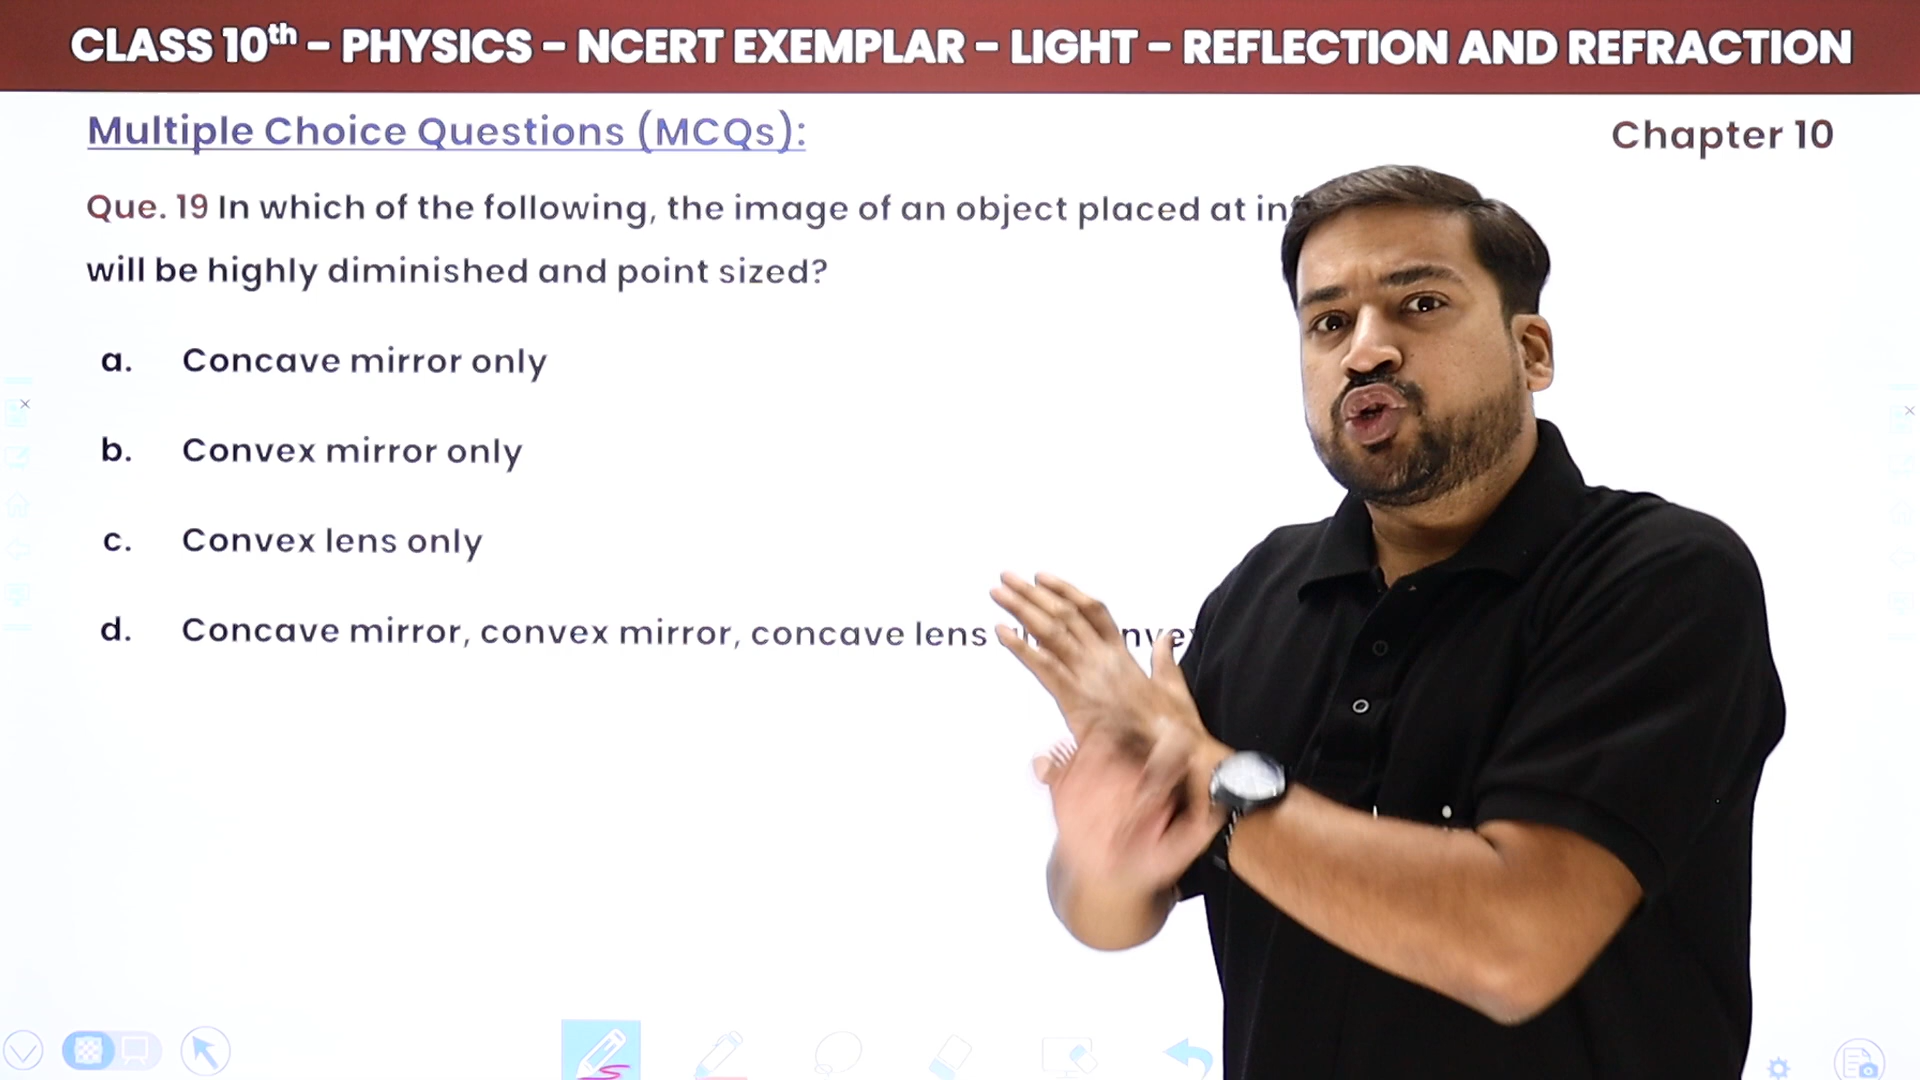 CLASS 10th - PHYSICS - NCERT EXEMPLAR - LIGHT - REFLECTION AND REFRACTION
Multiple Choice Questions (MCQs):
Chapter 10
Que. 19 In which of the following, the image of an object placed at
will be highly diminished and point sized?
a. Concave mirror only
b. Convex mirror only
c. Convex lens only
d. Concave mirror, convex mirror, concave lens